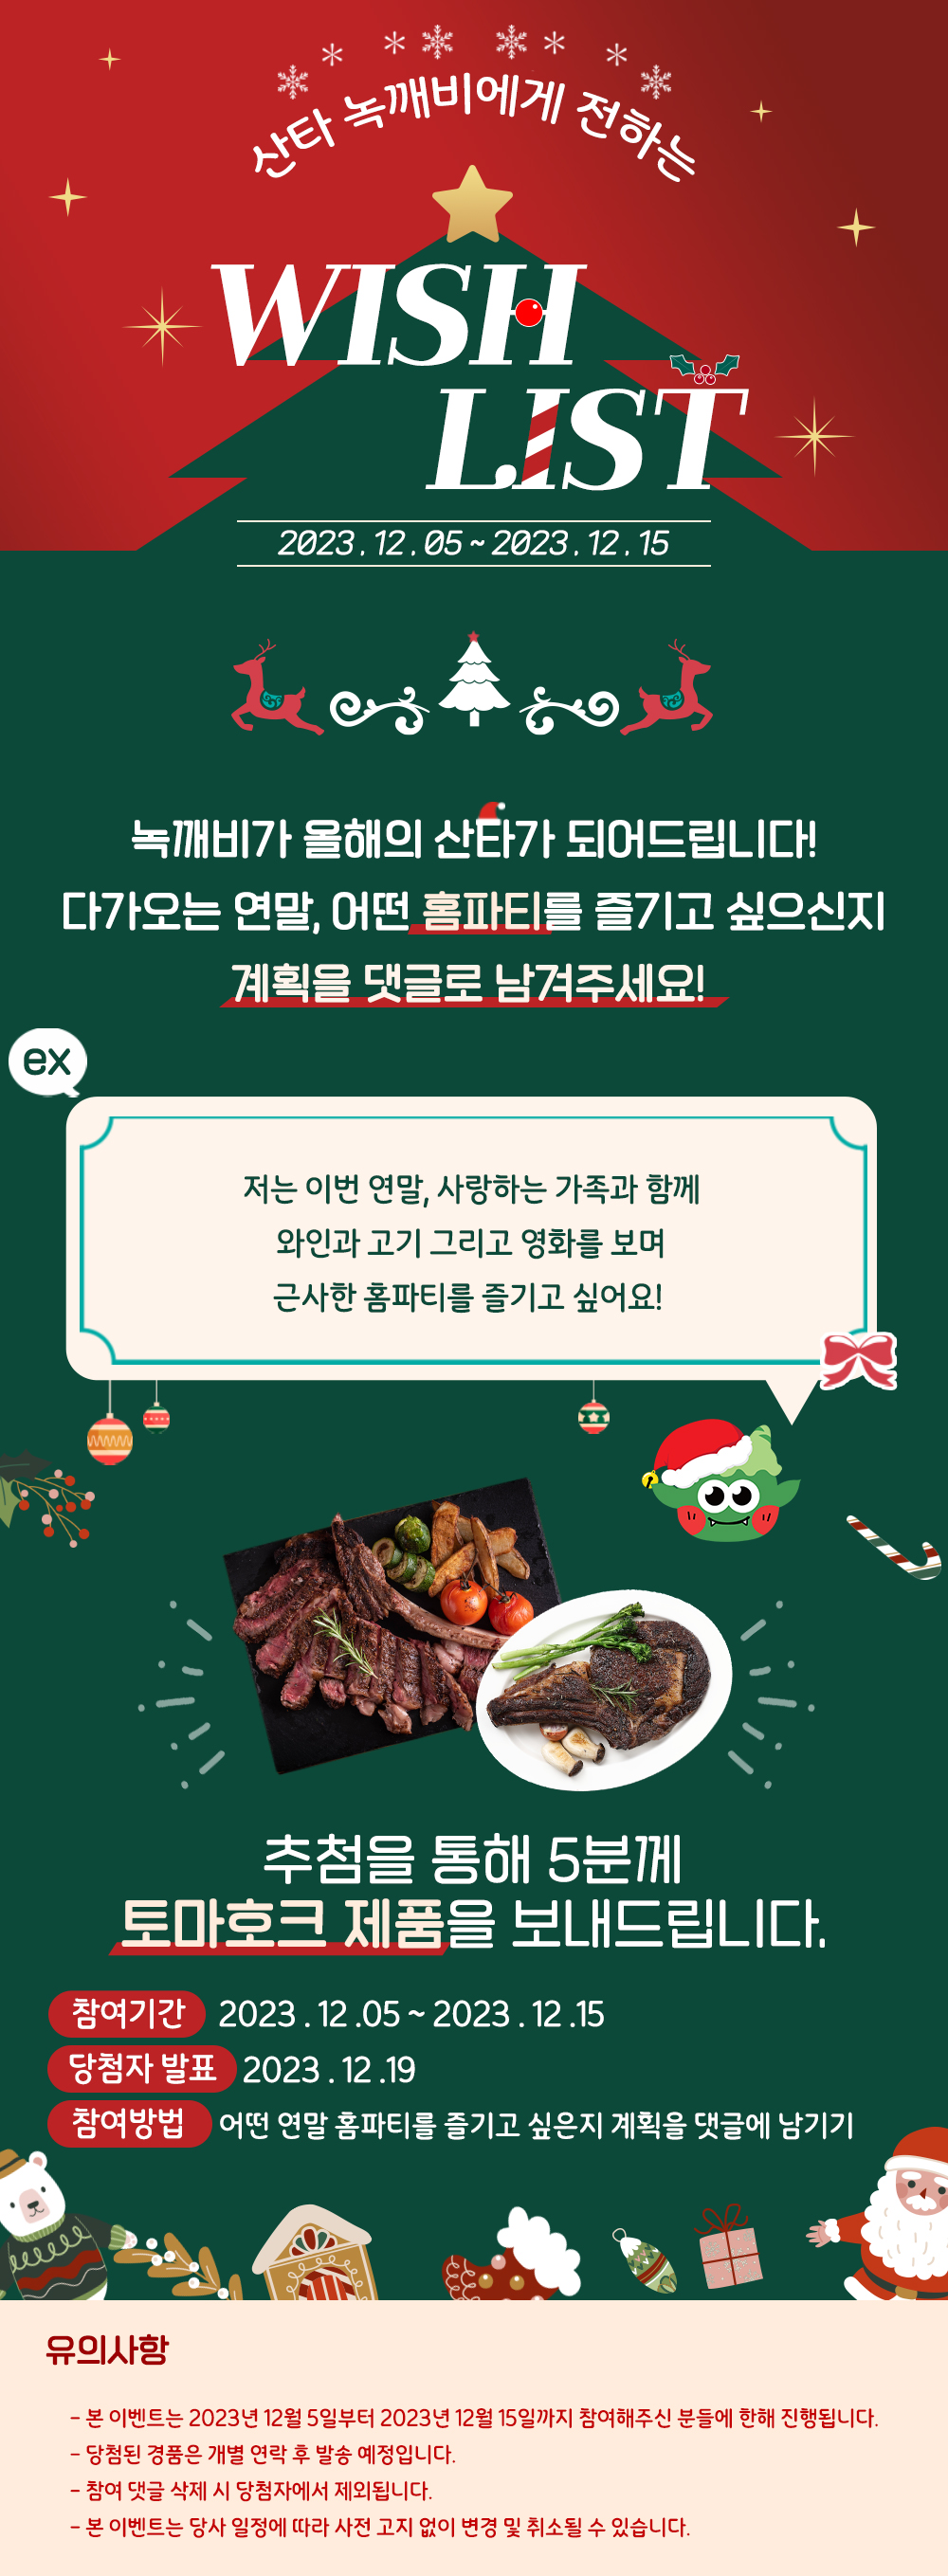 산타 녹깨비에게 전하는
WISH
LIST
2023 . 12 . 05 ~ 2023 . 12 . 15
녹깨비가 올해의 산타가 되어드립니다!
다가오는 연말, 어떤 홈파티를 즐기고 싶으신지
계획을 댓글로 남겨주세요!
ex
저는 이번 연말, 사랑하는 가족과 함께
와인과 고기 그리고 영화를 보며
근사한 홈파티를 즐기고 싶어요!
추첨을 통해 5분께
토마호크 제품을 보내드립니다.
참여기간 2023 . 12 .05 ~ 2023 . 12 .15
당첨자 발표 2023 . 12 .19
참여방법 어떤 연말 홈파티를 즐기고 싶은지 계획을 댓글에 남기기
유의사항
- 본 이벤트는 2023년 12월 5일부터 2023년 12월 15일까지 참여해주신 분들에 한해 진행됩니다.
- 당첨된 경품은 개별 연락 후 발송 예정입니다.
- 참여 댓글 삭제 시 당첨자에서 제외됩니다.
- 본 이벤트는 당사 일정에 따라 사전 고지 없이 변경 및 취소될 수 있습니다.